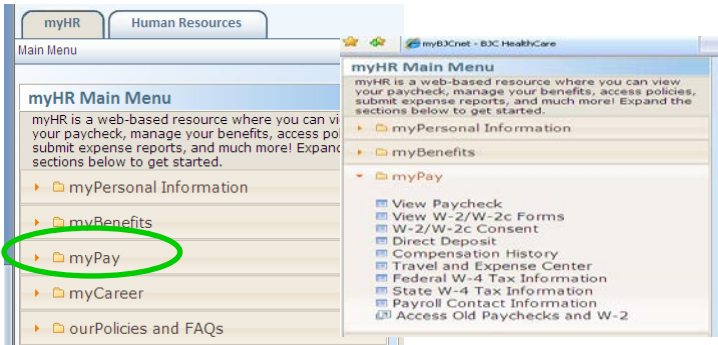 myHR
Human Resources
Main Menu
myHR Main Menu
myHR is a web-based resource where you can vi
your paycheck, manage your benefits, access pol
submit expense reports, and much more! Expand
sections below to get started.
myPersonal Information
myBenefits
myPay
myCareer
ourPolicies and FAQs
myBJCnet - BJC HealthCare
myHR Main Menu
myHR is a web-based resource where you can view
your paycheck, manage your benefits, access policies,
submit expense reports, and much more! Expand the
sections below to get started.
myPersonal Information
myBenefits
myPay
View Paycheck
View W-2/W-2c Forms
W-2/W-2c Consent
Direct Deposit
Compensation History
Travel and Expense Center
Federal W-4 Tax Information
State W-4 Tax Information
Payroll Contact Information
Access Old Paychecks and W-2